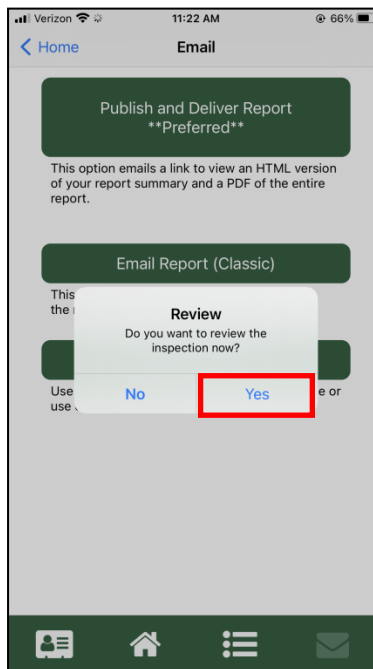 Verizon 11:22 AM 66%
Home Email
Publish and Deliver Report
**Preferred**
This option emails a link to view an HTML version
of your report summary and a PDF of the entire
report.
Email Report (Classic)
This
the
Review
Do you want to review the
inspection now?
No Yes
Use e or
use